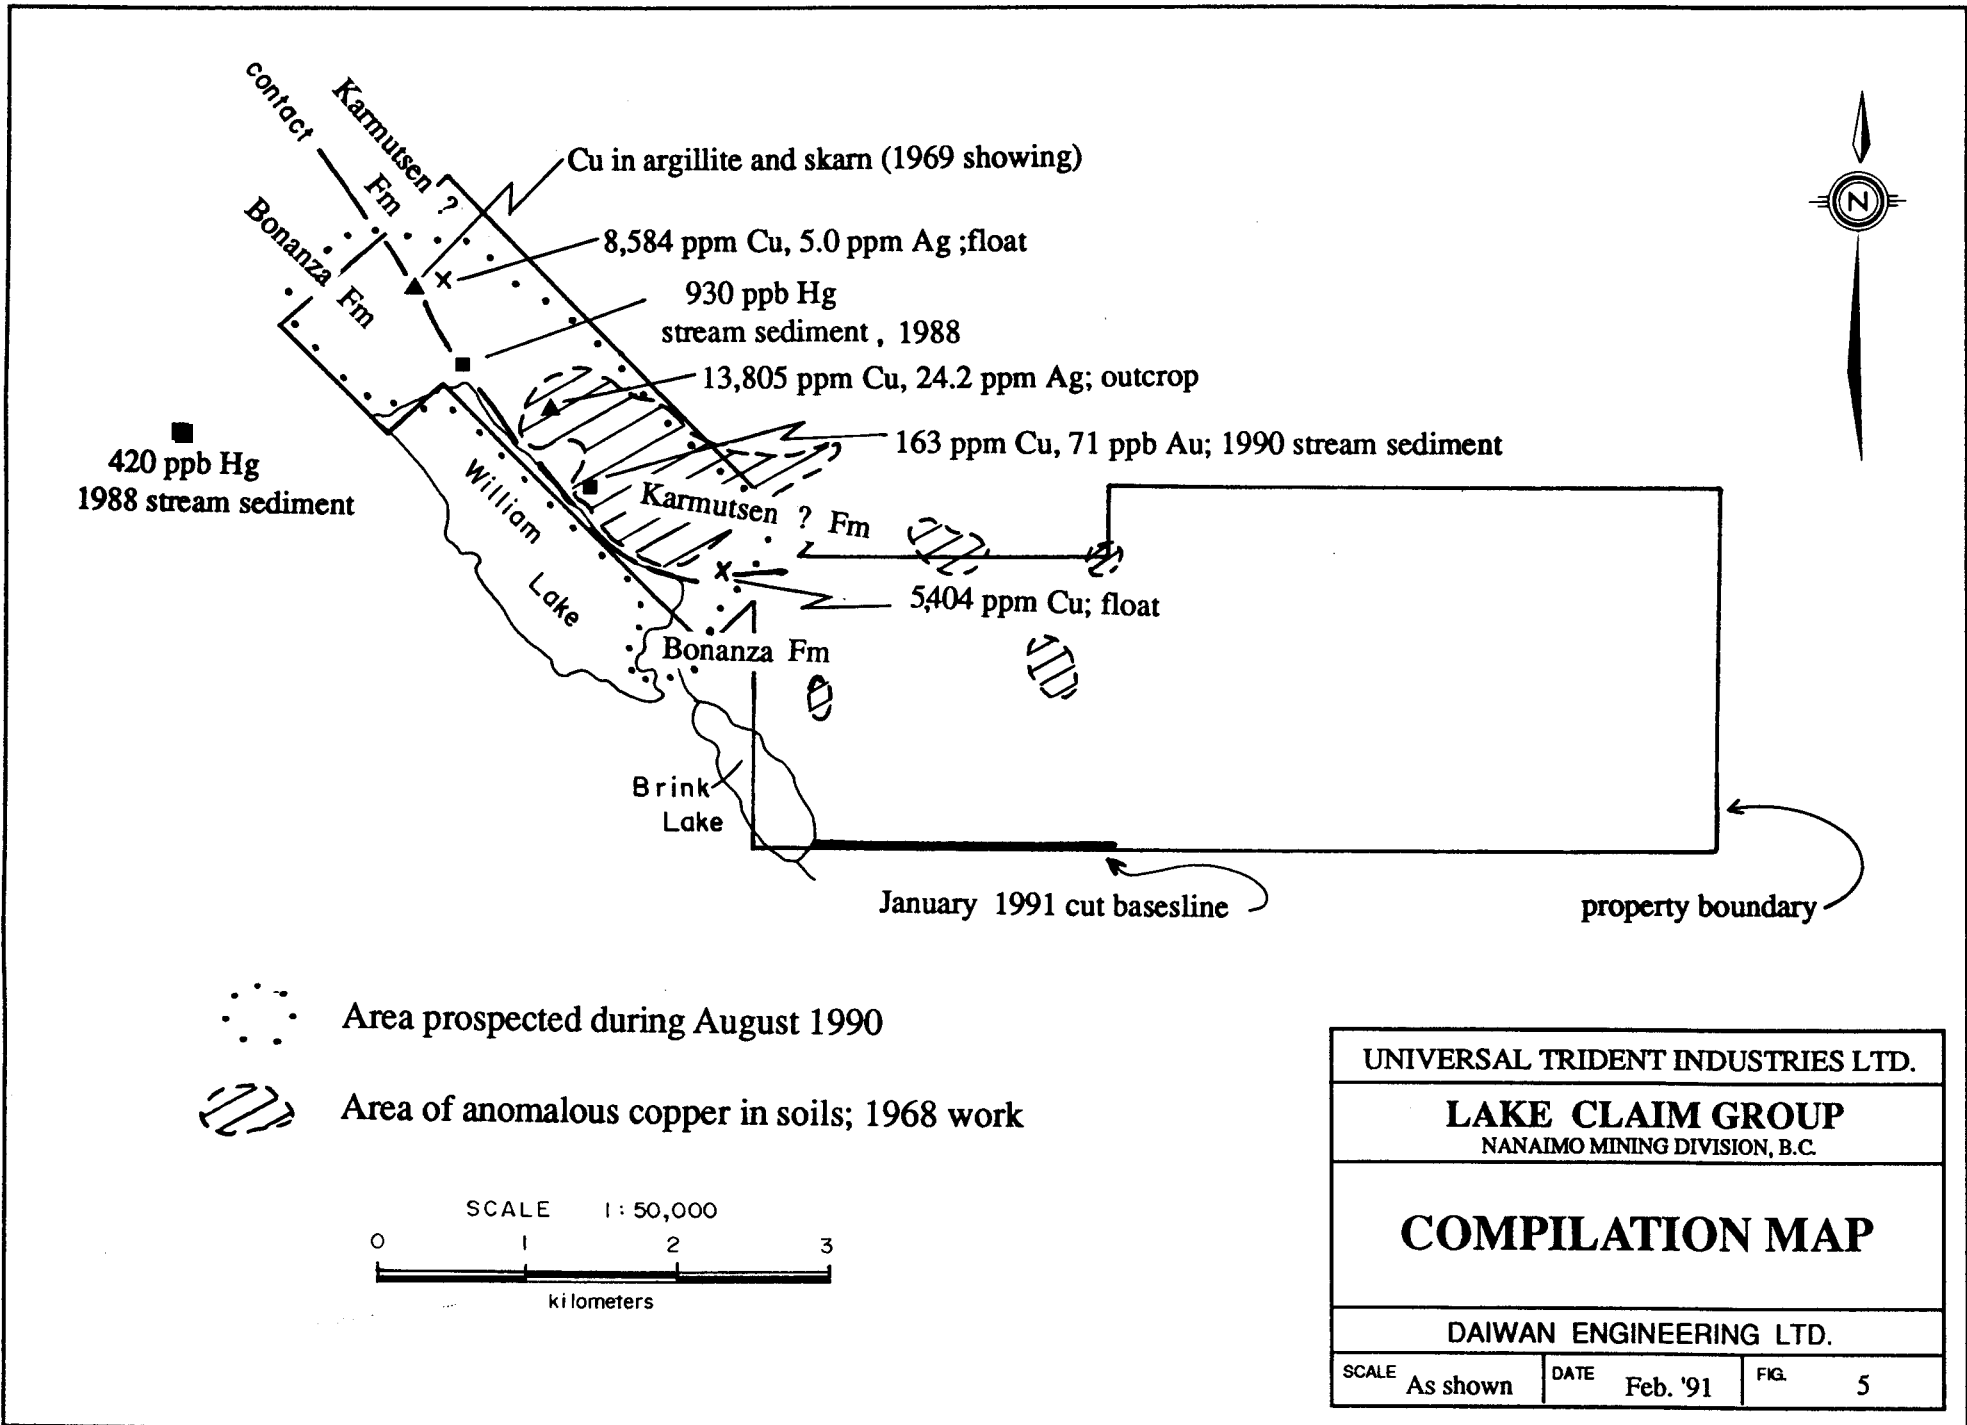 contact
Karmutsen
?
Fm
Bonanza
Fm
Cu in argillite and skarn (1969 showing)
8,584 ppm Cu, 5.0 ppm Ag ;float
930 ppb Hg
stream sediment , 1988
13,805 ppm Cu, 24.2 ppm Ag; outcrop
163 ppm Cu, 71 ppb Au; 1990 stream sediment
N
420 ppb Hg
1988 stream sediment
William
Lake
Karmutsen ? Fm
5,404 ppm Cu; float
Bonanza Fm
Brink
Lake
January 1991 cut basesline
property boundary
Area prospected during August 1990
Area of anomalous copper in soils; 1968 work
SCALE 1:50,000
0 1 2 3
kilometers
UNIVERSAL TRIDENT INDUSTRIES LTD.
LAKE CLAIM GROUP
NANAIMO MINING DIVISION, B.C.
COMPILATION MAP
DAIWAN ENGINEERING LTD.
SCALE As shown DATE Feb. '91 FIG. 5